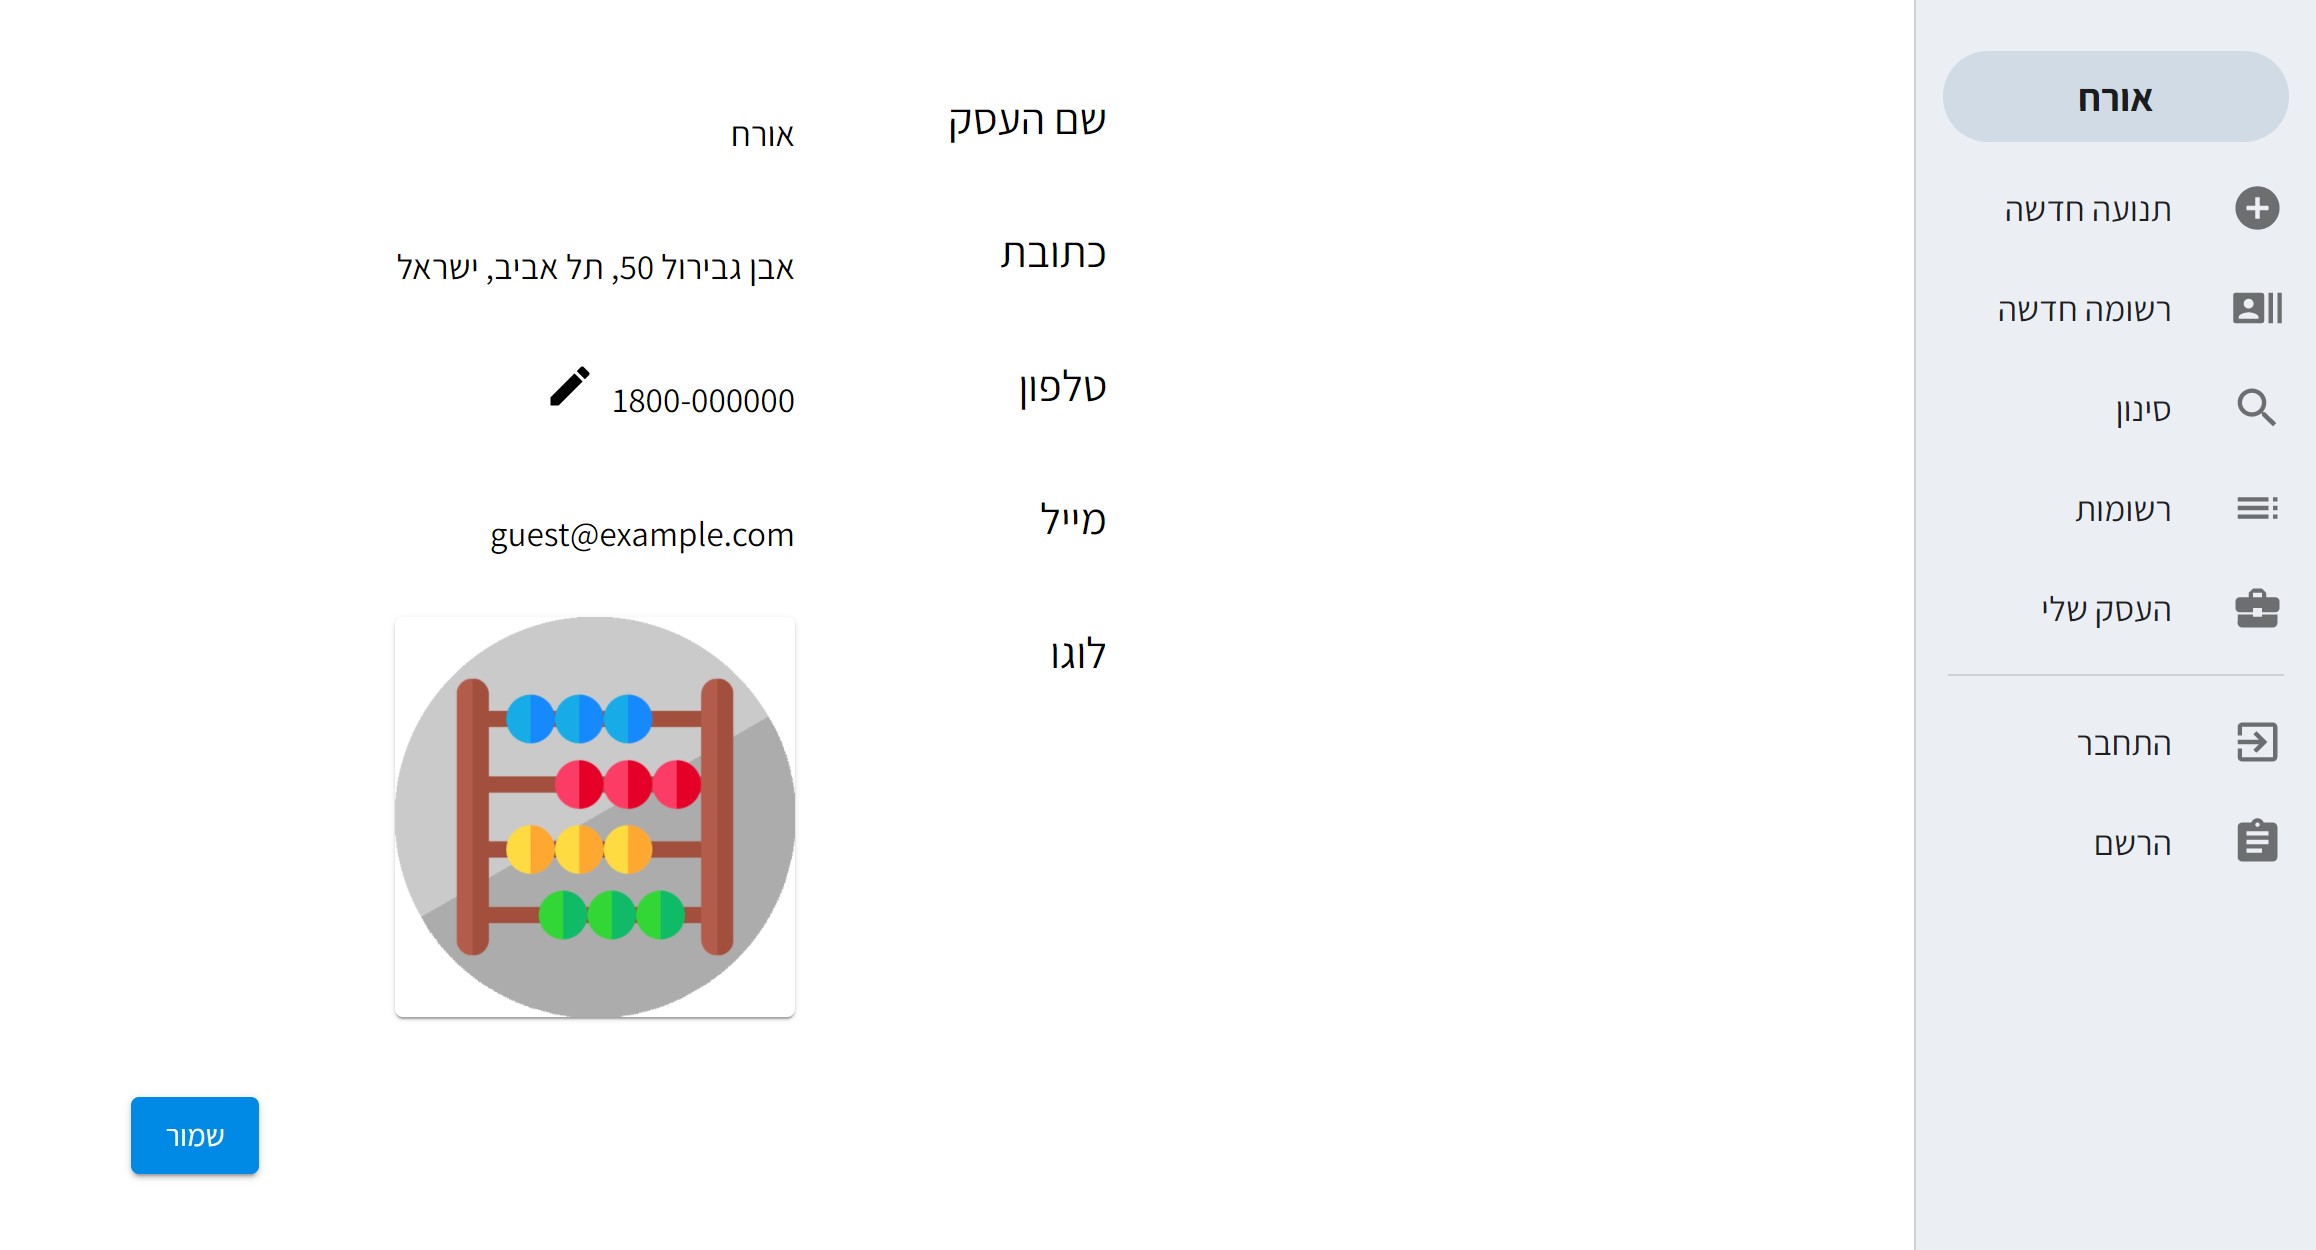 אורח
תנועה חדשה
רשומה חדשה
סינון
רשומות
העסק שלי
התחבר
הרשם
שם העסק
אורח
כתובת
אבן גבירול 50, תל אביב, ישראל
טלפון
1800-000000
מייל
guest@example.com
לוגו
שמור